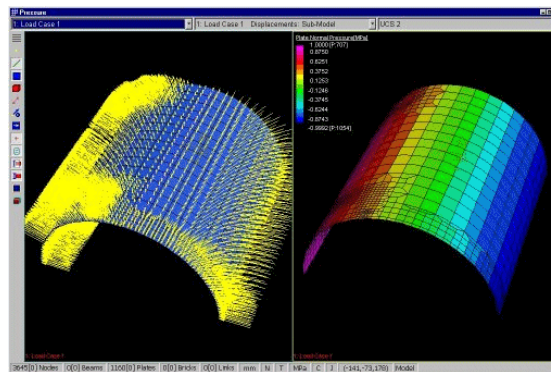 Pressure
1: Load Case 1
1: Load Case 1 Displacements: Sub-Model
UCS 2
Plate Normal Pressure(MPa)
1.0000 [P:707]
0.8750
0.6251
0.3752
0.1253
-0.1246
-0.3745
-0.6244
-0.8743
-0.9992 [P:1054]
1: Load Case 1
1: Load Case 1
3645[0] Nodes 0[0] Beams 1160[0] Plates 0[0] Bricks 0[0] Links mm N T MPa C J (-141,-73,178) Model